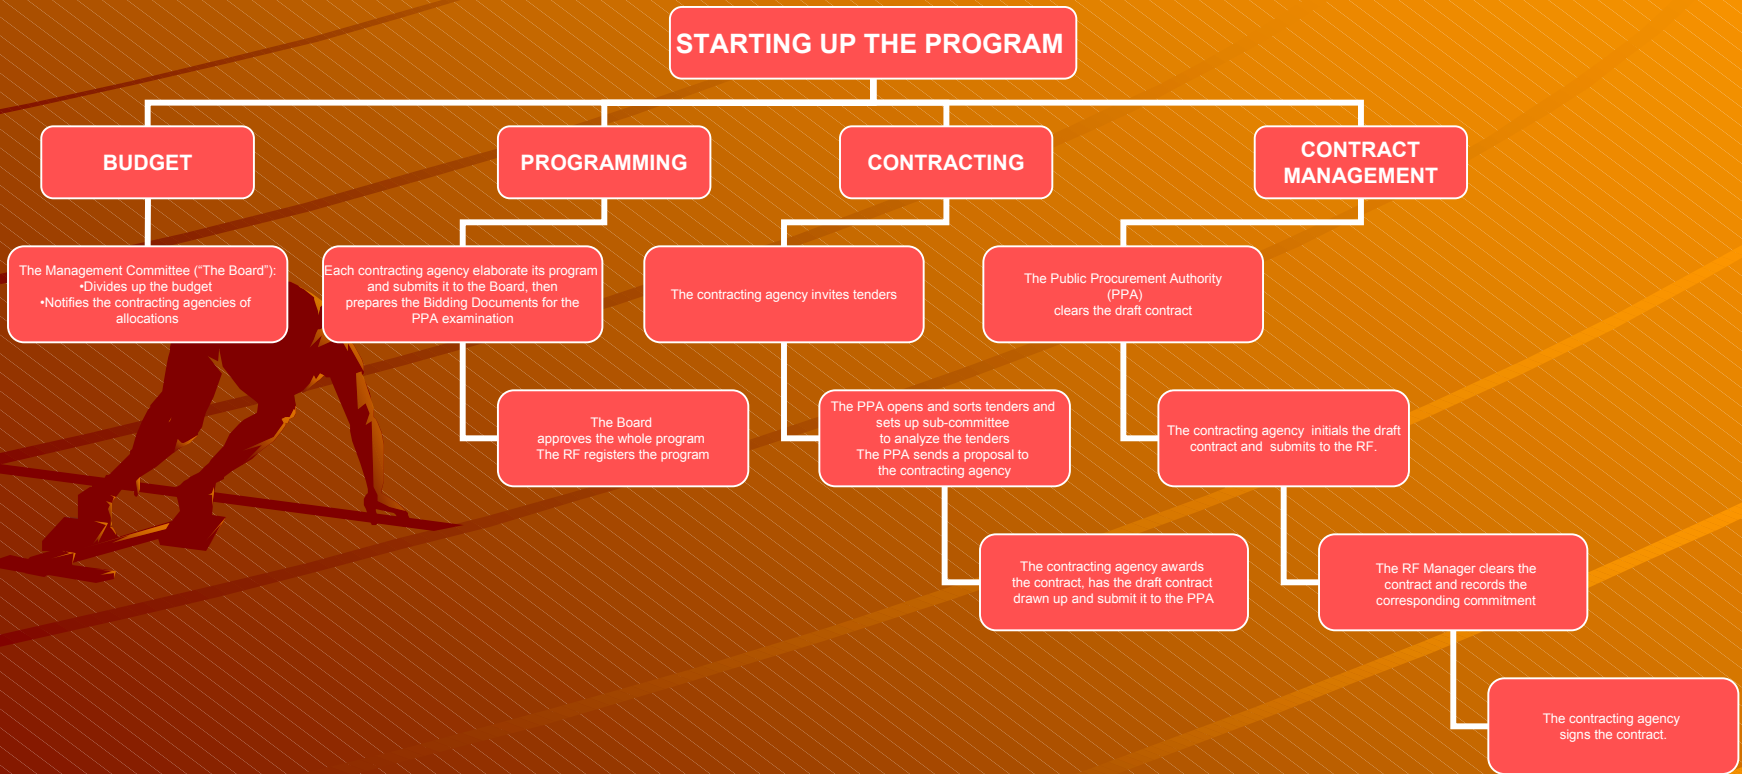 STARTING UP THE PROGRAM
BUDGET
PROGRAMMING
CONTRACTING
CONTRACT
MANAGEMENT
The Management Committee (“The Board”):
•Divides up the budget
•Notifies the contracting agencies of
allocations
Each contracting agency elaborate its program
and submits it to the Board, then
prepares the Bidding Documents for the
PPA examination
The contracting agency invites tenders
The Public Procurement Authority
(PPA)
clears the draft contract
The Board
approves the whole program
The RF registers the program
The PPA opens and sorts tenders and
sets up sub-committee
to analyze the tenders
The PPA sends a proposal to
the contracting agency
The contracting agency  initials the draft
contract and  submits to the RF.
The contracting agency awards
the contract, has the draft contract
drawn up and submit it to the PPA
The RF Manager clears the
contract and records the
corresponding commitment
The contracting agency
signs the contract.